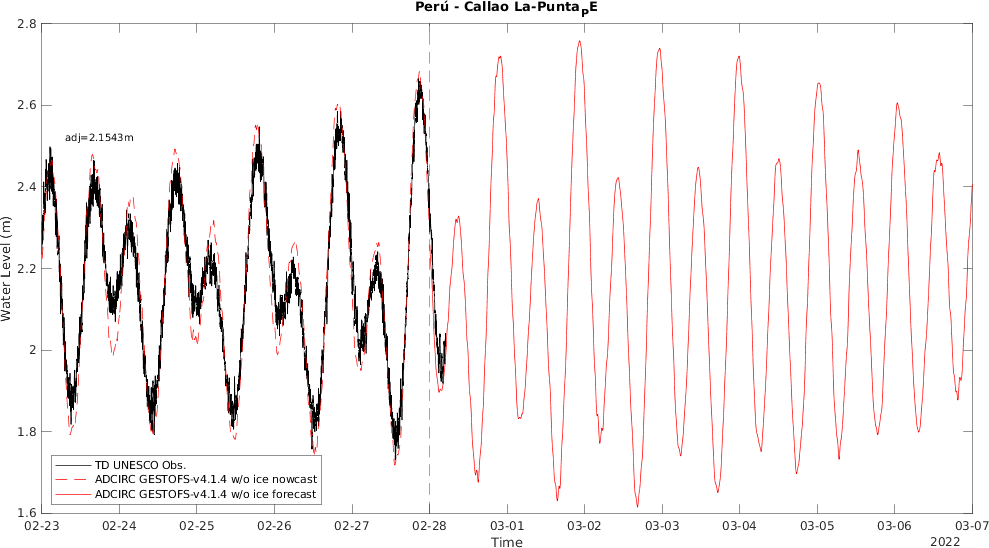 Perú - Callao La-PuntapE
2.8
2.6
2.4
2.2
2
1.8
1.6
Water Level (m)
adj=2.1543m
TD UNESCO Obs.
ADCIRC GESTOFS-v4.1.4 w/o ice nowcast
ADCIRC GESTOFS-v4.1.4 w/o ice forecast
02-23 02-24 02-25 02-26 02-27 02-28 03-01 03-02 03-03 03-04 03-05 03-06 03-07
Time
2022